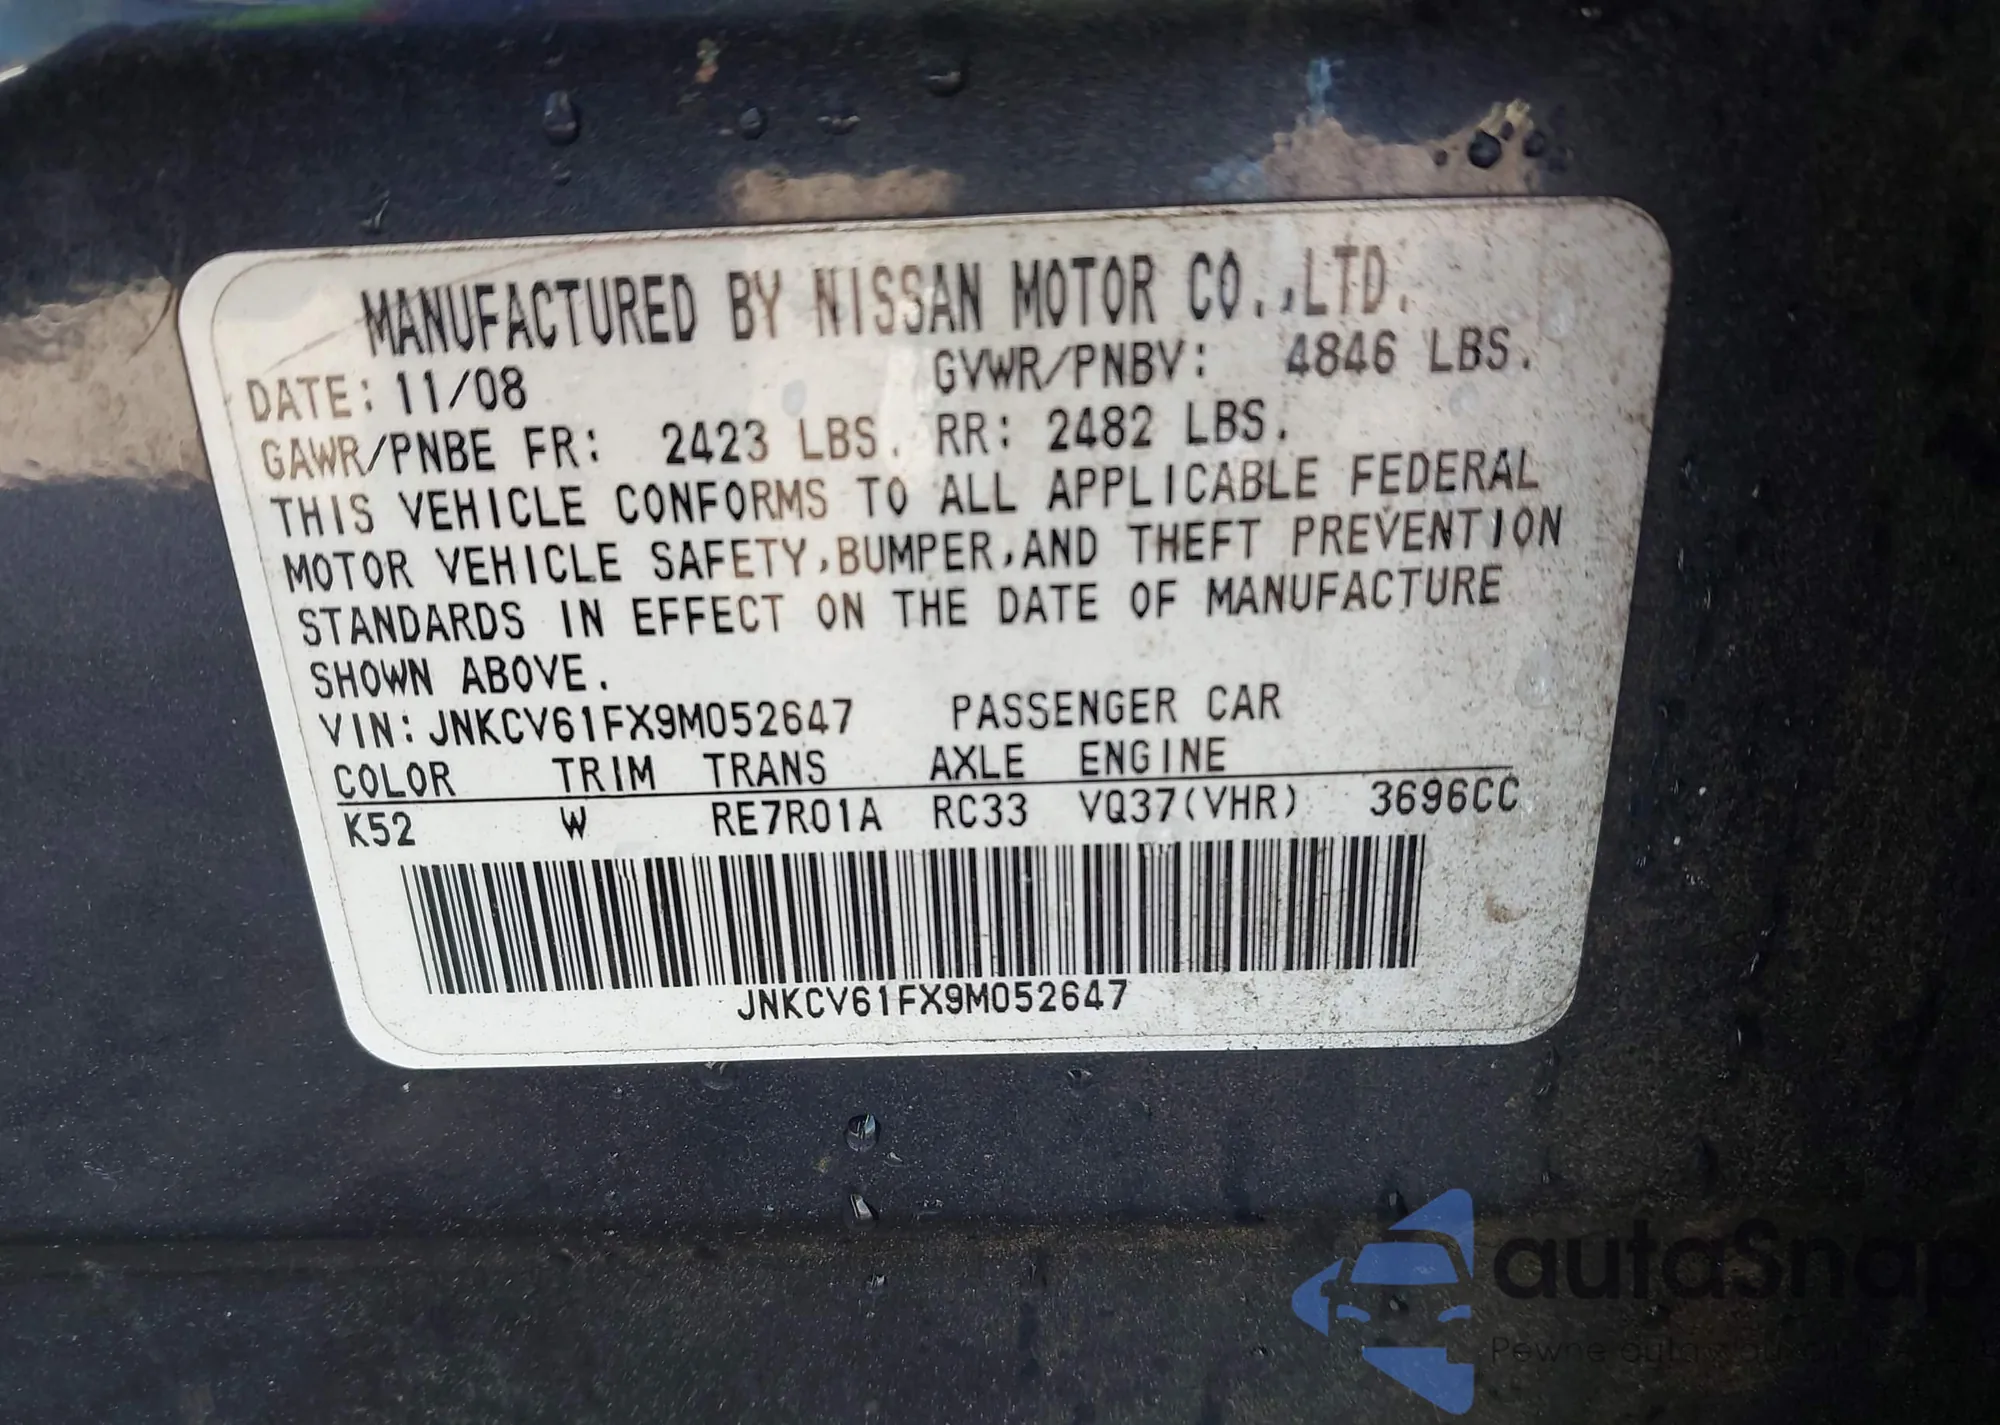 MANUFACTURED BY NISSAN MOTOR CO.,LTD.
DATE: 11/08 GVWR/PNBV: 4846 LBS.
GAWR/PNBE FR: 2423 LBS. RR: 2482 LBS.
THIS VEHICLE CONFORMS TO ALL APPLICABLE FEDERAL
MOTOR VEHICLE SAFETY,BUMPER,AND THEFT PREVENTION
STANDARDS IN EFFECT ON THE DATE OF MANUFACTURE
SHOWN ABOVE.
VIN:JNKCV61FX9M052647 PASSENGER CAR
COLOR TRIM TRANS AXLE ENGINE
K52 W RE7R01A RC33 VQ37(VHR) 3696CC
JNKCV61FX9M052647
autaSnap
Pewne auta